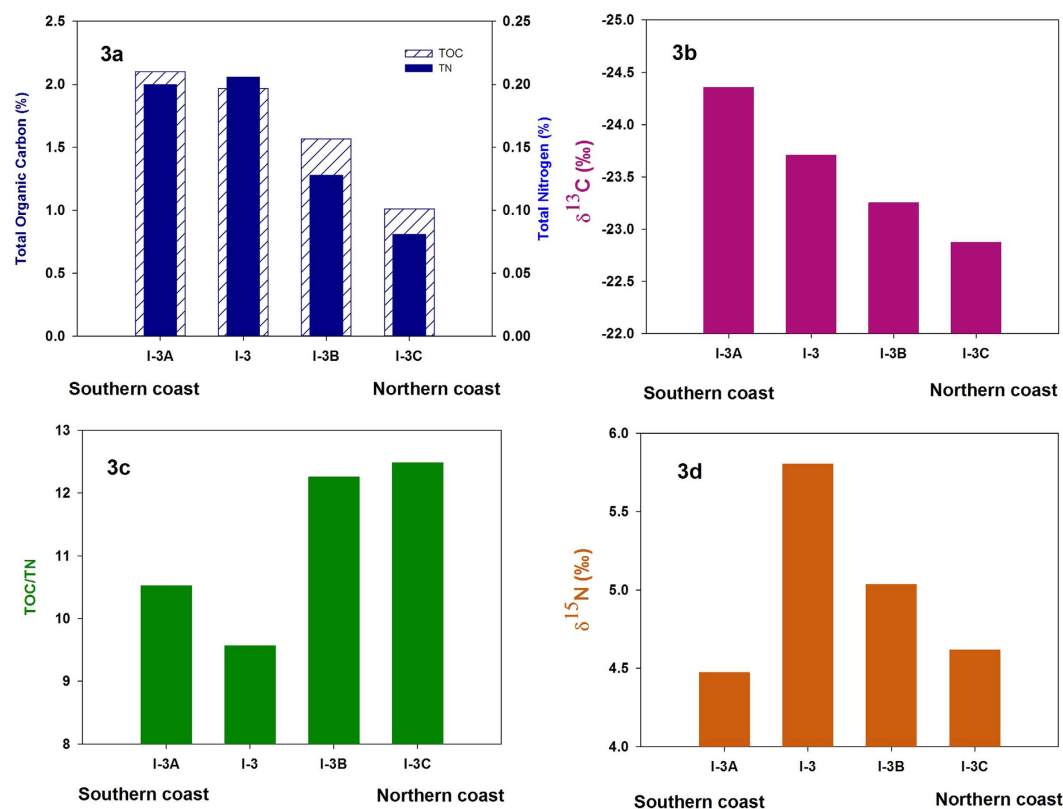 3a
TOC
TN
Total Organic Carbon (%)
2.5
2.0
1.5
1.0
0.5
0.0
Total Nitrogen (%)
0.25
0.20
0.15
0.10
0.05
0.00
I-3A I-3 I-3B I-3C
Southern coast Northern coast
3b
δ13C (‰)
-25.0
-24.5
-24.0
-23.5
-23.0
-22.5
-22.0
I-3A I-3 I-3B I-3C
Southern coast Northern coast
3c
TOC/TN
13
12
11
10
9
8
I-3A I-3 I-3B I-3C
Southern coast Northern coast
3d
δ15N (‰)
6.0
5.5
5.0
4.5
4.0
I-3A I-3 I-3B I-3C
Southern coast Northern coast